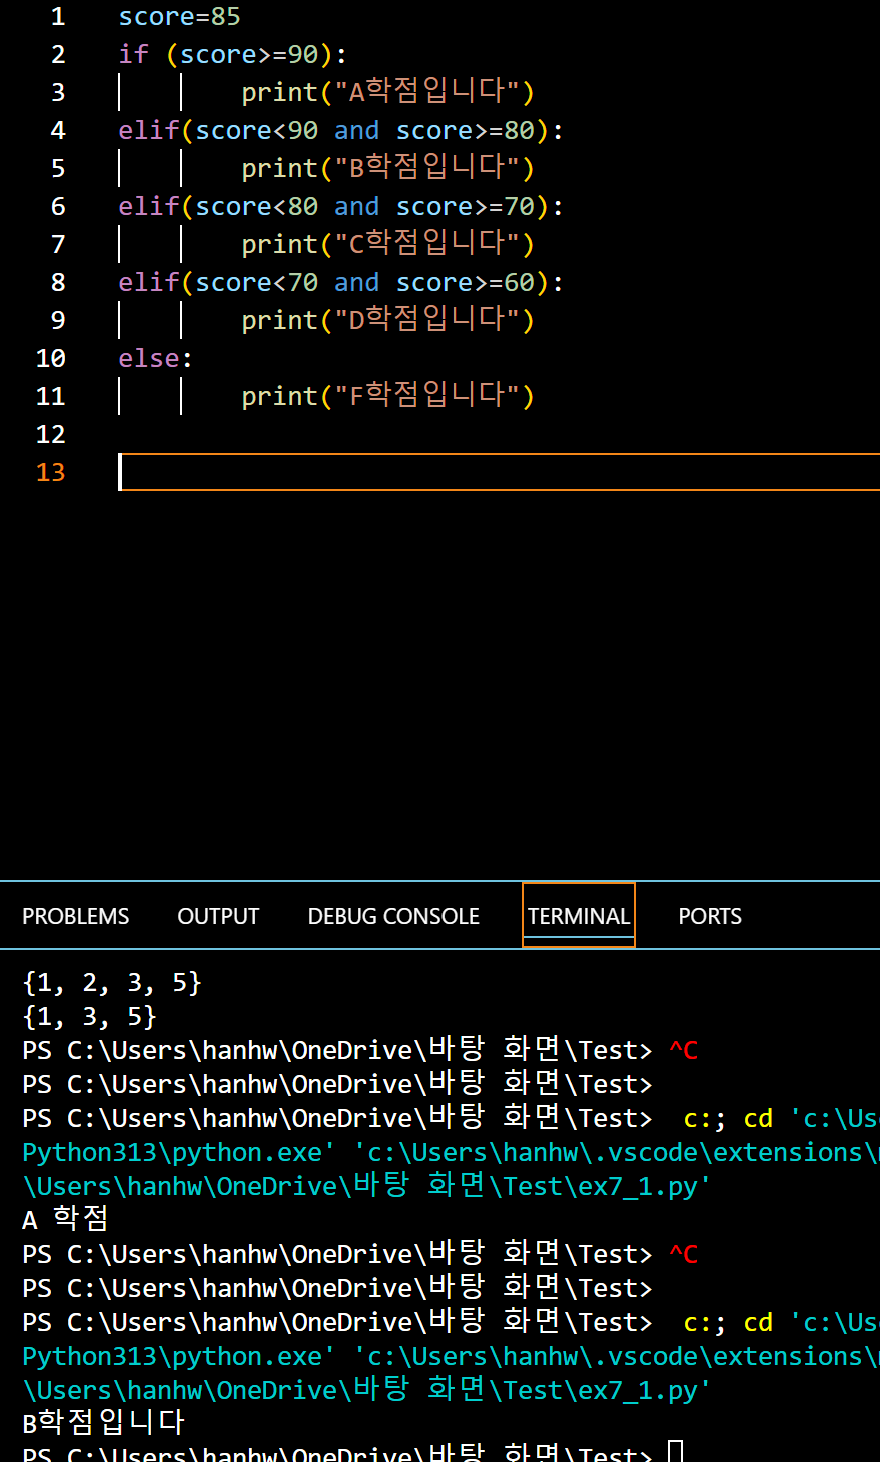 1 score=85
2 if (score>=90):
3 print("A학점입니다")
4 elif(score<90 and score>=80):
5 print("B학점입니다")
6 elif(score<80 and score>=70):
7 print("C학점입니다")
8 elif(score<70 and score>=60):
9 print("D학점입니다")
10 else:
11 print("F학점입니다")
12
13
PROBLEMS OUTPUT DEBUG CONSOLE TERMINAL PORTS
{1, 2, 3, 5}
{1, 3, 5}
PS C:\Users\hanhw\OneDrive\바탕 화면\Test> ^C
PS C:\Users\hanhw\OneDrive\바탕 화면\Test>
PS C:\Users\hanhw\OneDrive\바탕 화면\Test> c:; cd 'c:\Us
Python313\python.exe' 'c:\Users\hanhw\.vscode\extensions\
\Users\hanhw\OneDrive\바탕 화면\Test\ex7_1.py'
A 학점
PS C:\Users\hanhw\OneDrive\바탕 화면\Test> ^C
PS C:\Users\hanhw\OneDrive\바탕 화면\Test>
PS C:\Users\hanhw\OneDrive\바탕 화면\Test> c:; cd 'c:\Us
Python313\python.exe' 'c:\Users\hanhw\.vscode\extensions\
\Users\hanhw\OneDrive\바탕 화면\Test\ex7_1.py'
B학점입니다
PS C:\Users\hanhw\OneDrive\바탕 화면\Test>